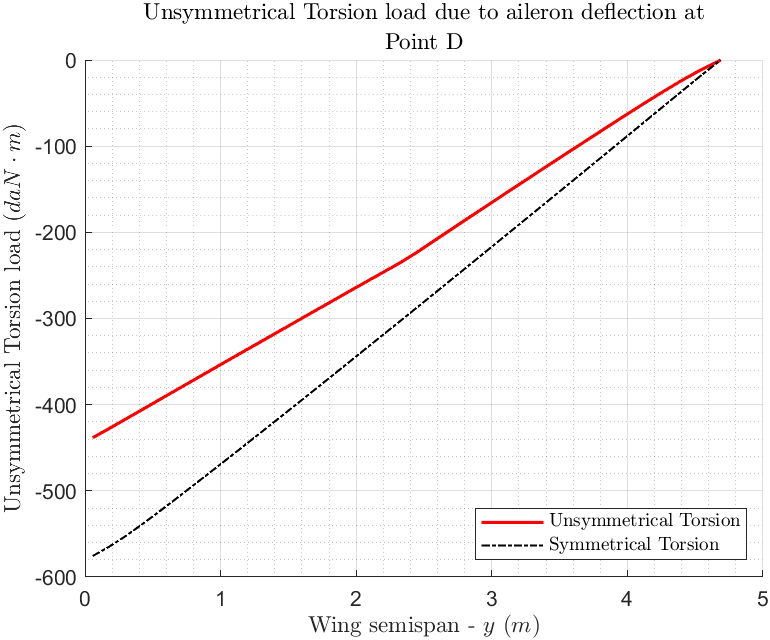 Unsymmetrical Torsion load due to aileron deflection at
Point D
Unsymmetrical Torsion load (daN · m)
0
-100
-200
-300
-400
-500
-600
0 1 2 3 4 5
Wing semispan - y (m)
Unsymmetrical Torsion
Symmetrical Torsion